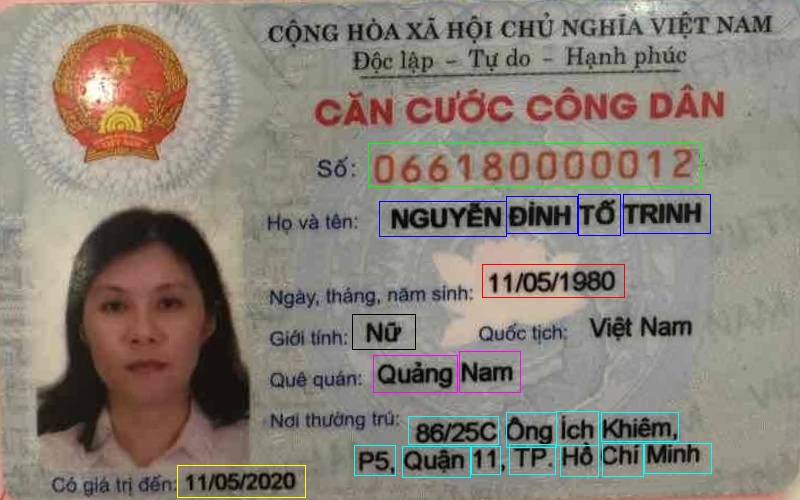 CỘNG HÒA XÃ HỘI CHỦ NGHĨA VIỆT NAM
Độc lập - Tự do - Hạnh phúc
CĂN CƯỚC CÔNG DÂN
Số: 066180000012
Họ và tên: NGUYỄN ĐÌNH TỐ TRINH
Ngày, tháng, năm sinh: 11/05/1980
Giới tính: Nữ Quốc tịch: Việt Nam
Quê quán: Quảng Nam
Nơi thường trú: 86/25C Ông Ích Khiêm,
P5, Quận 11, TP. Hồ Chí Minh
Có giá trị đến: 11/05/2020